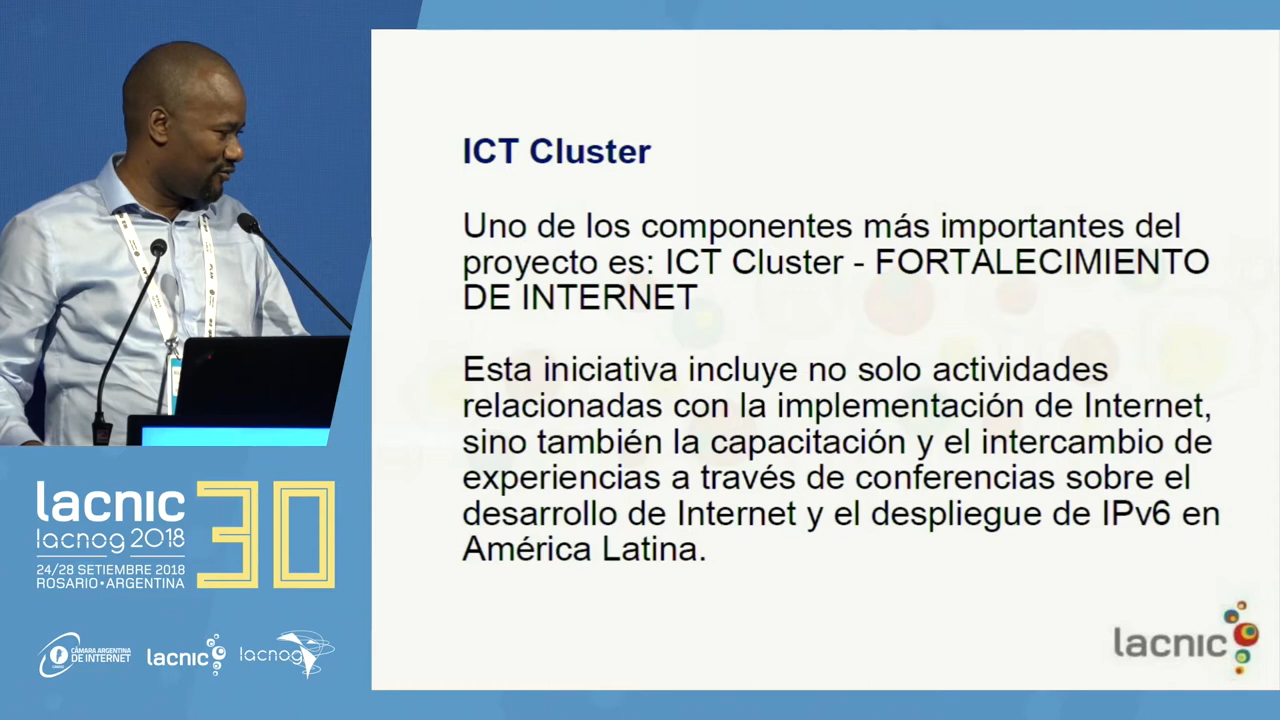 ICT Cluster
Uno de los componentes más importantes del
proyecto es: ICT Cluster - FORTALECIMIENTO
DE INTERNET
Esta iniciativa incluye no solo actividades
relacionadas con la implementación de Internet,
sino también la capacitación y el intercambio de
experiencias a través de conferencias sobre el
desarrollo de Internet y el despliegue de IPv6 en
América Latina.
lacnic
lacnic 30
lacnog 2018
24/28 SETIEMBRE 2018
ROSARIO•ARGENTINA
CÁMARA ARGENTINA
DE INTERNET
lacnic
lacnog